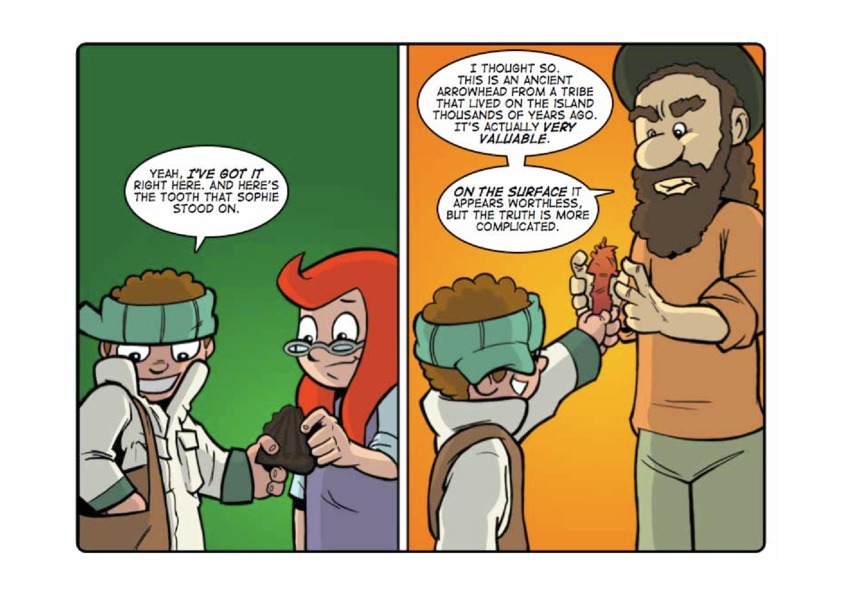 YEAH, I'VE GOT IT
RIGHT HERE. AND HERE'S
THE TOOTH THAT SOPHIE
STOOD ON.
I THOUGHT SO.
THIS IS AN ANCIENT
ARROWHEAD FROM A TRIBE
THAT LIVED ON THE ISLAND
THOUSANDS OF YEARS AGO.
IT'S ACTUALLY VERY
VALUABLE.
ON THE SURFACE IT
APPEARS WORTHLESS,
BUT THE TRUTH IS MORE
COMPLICATED.